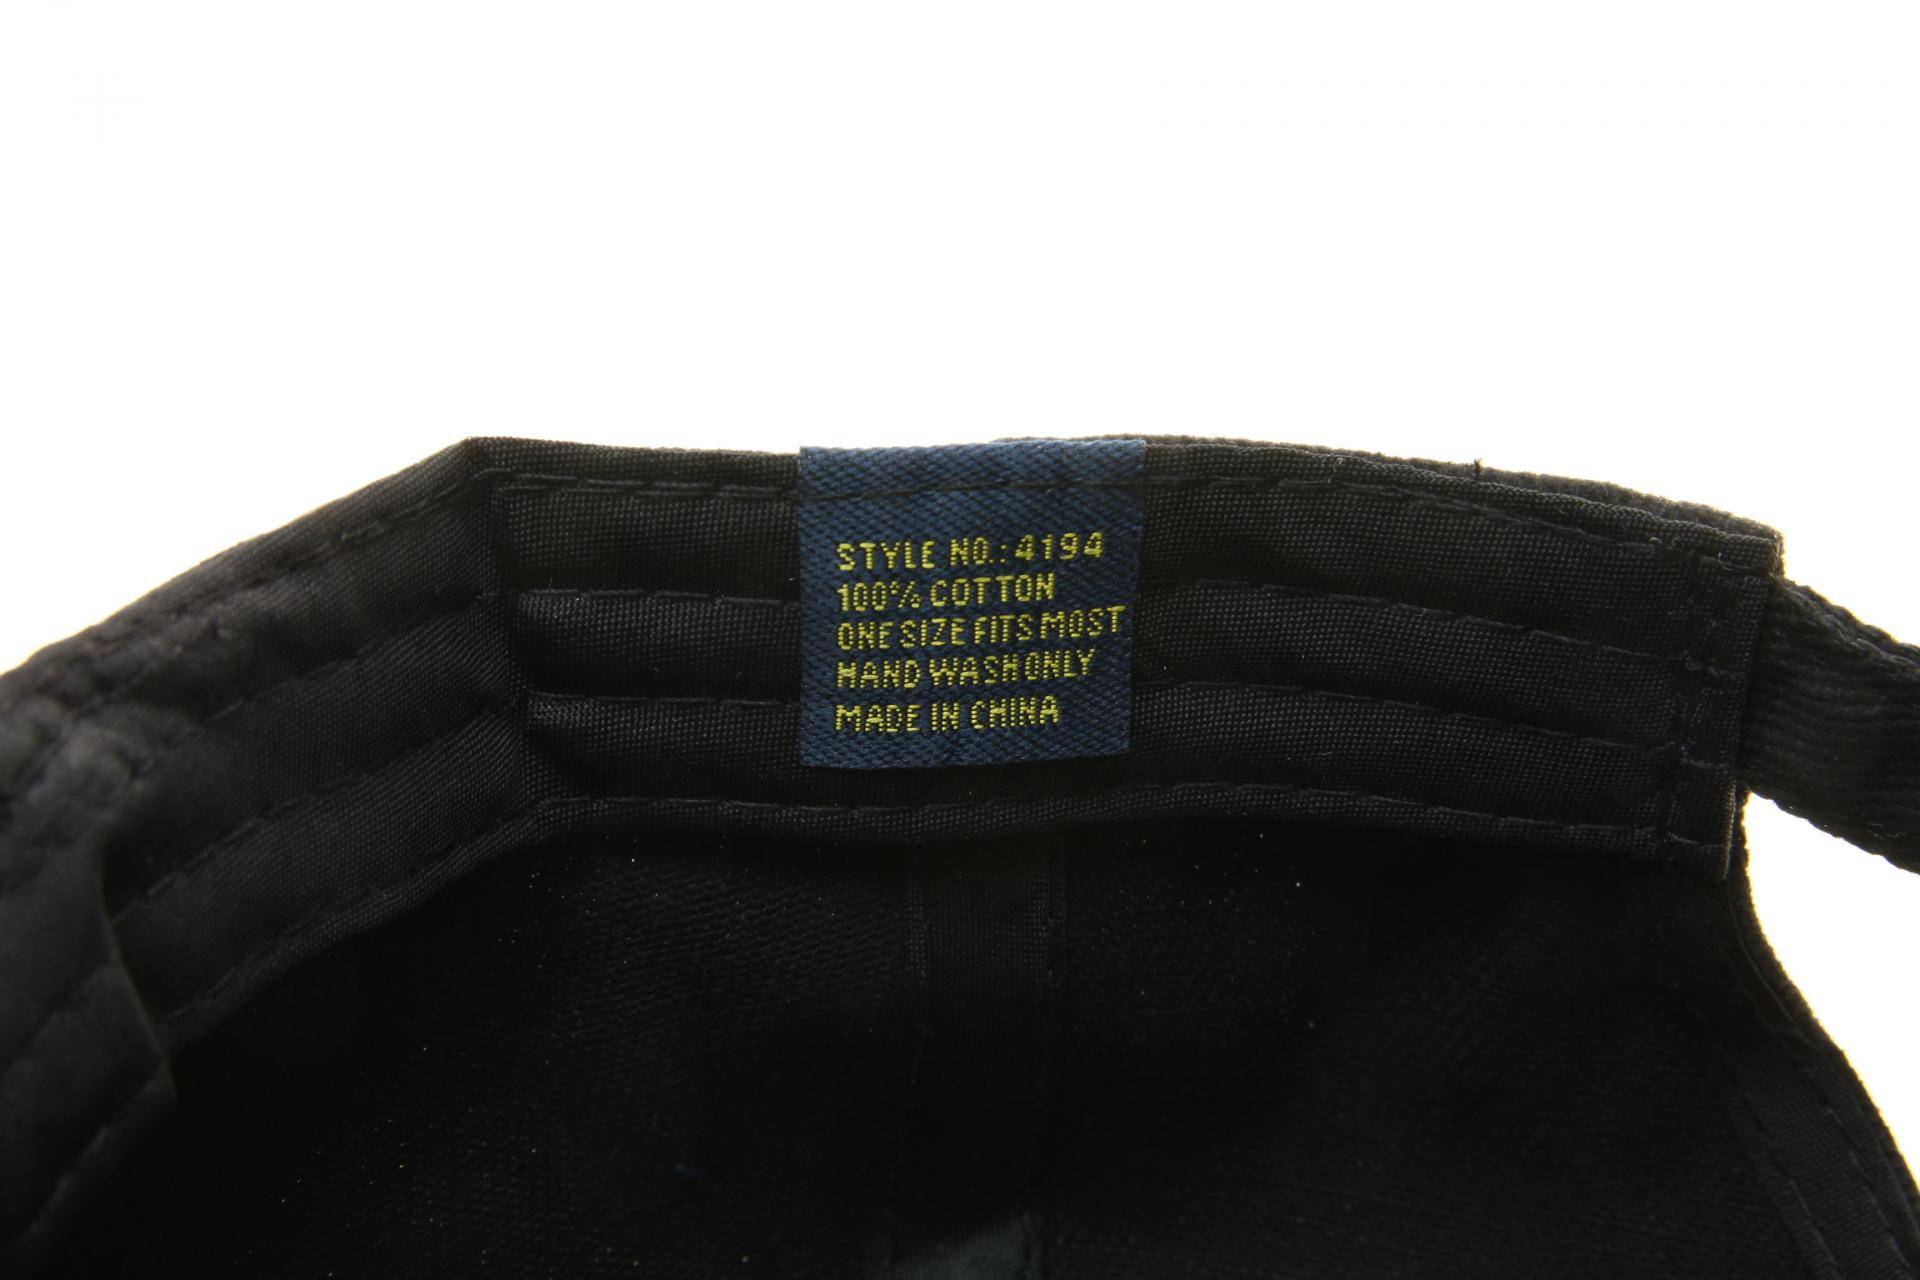 STYLE NO.: 4194
100% COTTON
ONE SIZE FITS MOST
HAND WASH ONLY
MADE IN CHINA